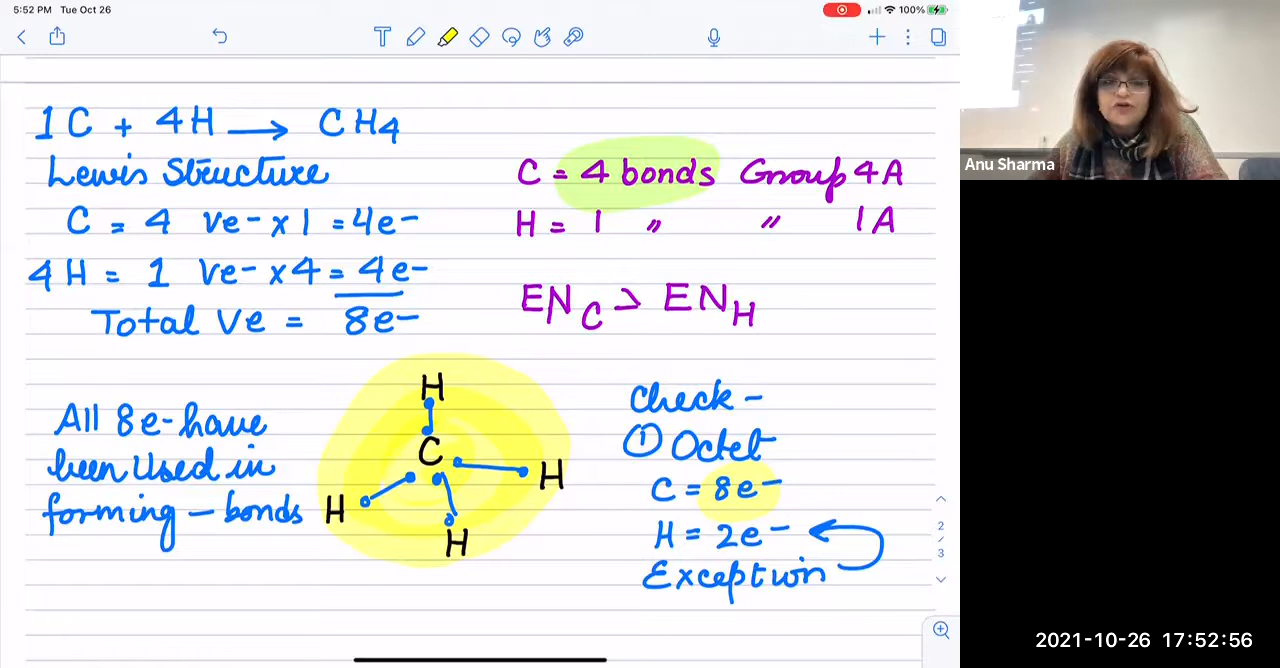 5:52 PM Tue Oct 26
100%
1C + 4H → CH4
Lewis Structure
C = 4 ve- x 1 = 4e-
4H = 1 ve- x 4 = 4e-
Total Ve = 8e-
C = 4 bonds Group 4A
H = 1 〃 〃 1A
ENC > ENH
All 8e- have
been Used in
forming - bonds
H
C
H
H
H
Check -
① Octet
C = 8e-
H = 2e-
Exception
2
/
3
Anu Sharma
2021-10-26 17:52:56